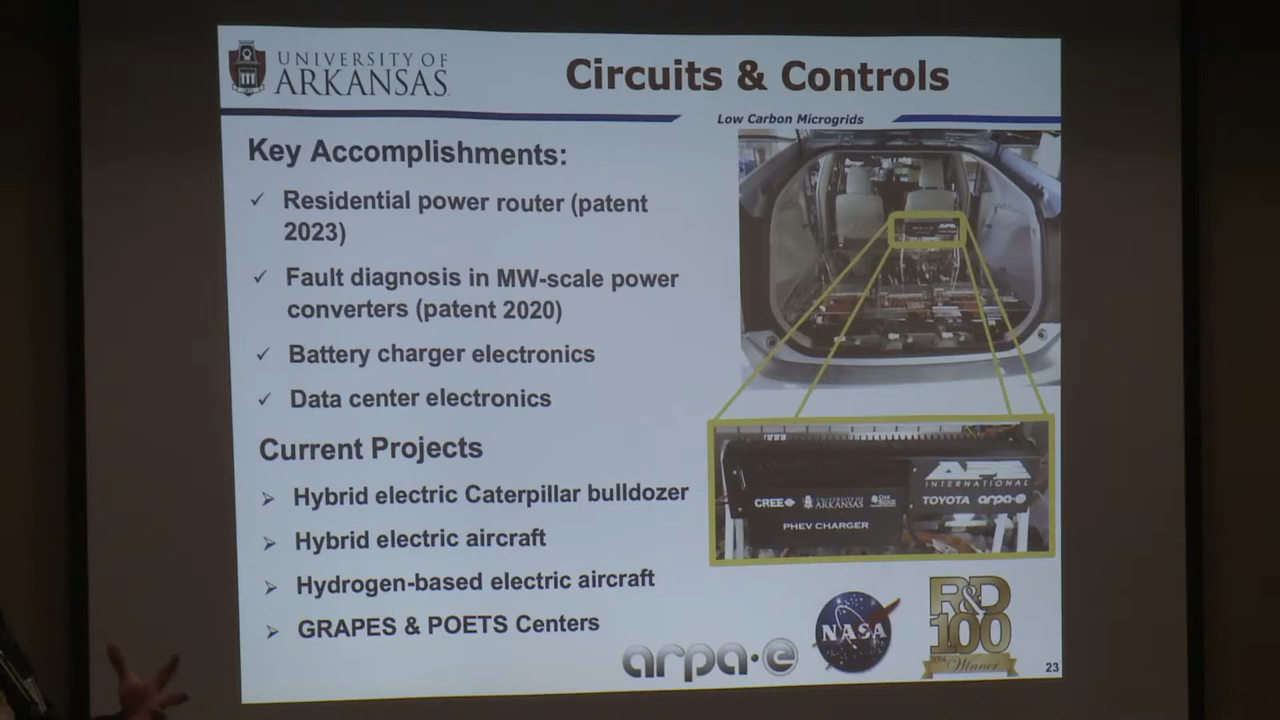 UNIVERSITY OF
ARKANSAS
Circuits & Controls
Low Carbon Microgrids
Key Accomplishments:
✓ Residential power router (patent
2023)
✓ Fault diagnosis in MW-scale power
converters (patent 2020)
✓ Battery charger electronics
✓ Data center electronics
Current Projects
➢ Hybrid electric Caterpillar bulldozer
➢ Hybrid electric aircraft
➢ Hydrogen-based electric aircraft
➢ GRAPES & POETS Centers
APEI
INTERNATIONAL
CREE
UNIVERSITY OF
ARKANSAS
TOYOTA arpa-e
PHEV CHARGER
arpa·e
NASA
R&D
100
Winner
23